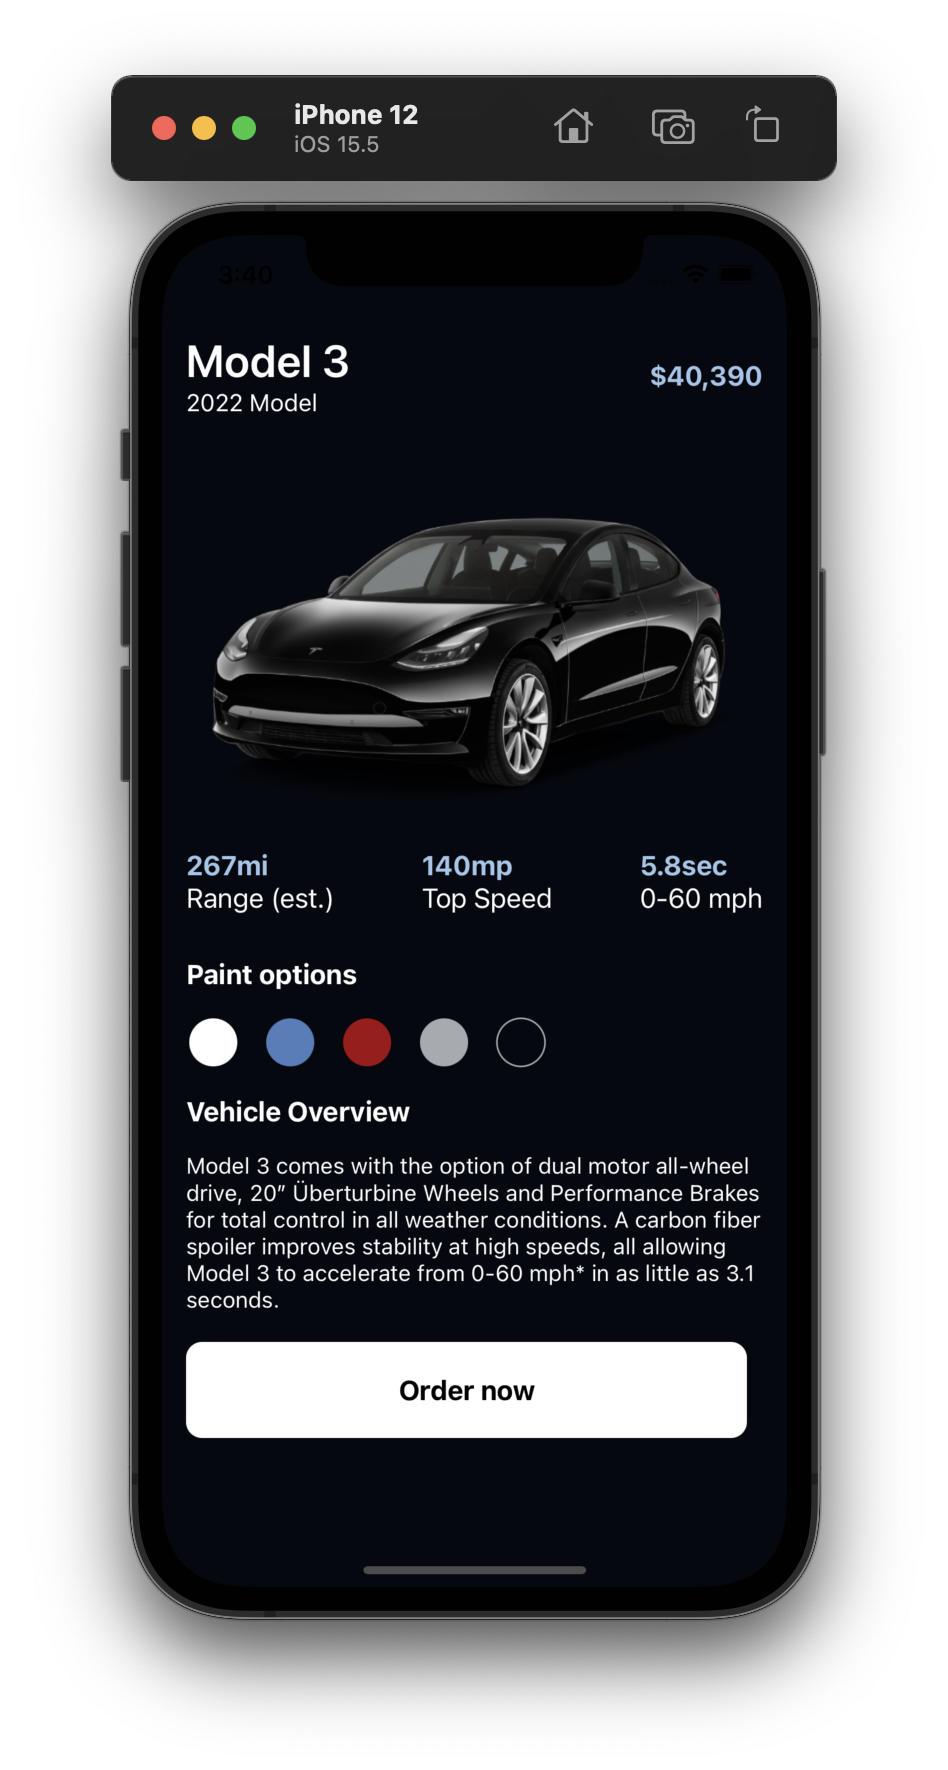 iPhone 12
iOS 15.5
3:40
Model 3
2022 Model
$40,390
267mi
Range (est.)
140mp
Top Speed
5.8sec
0-60 mph
Paint options
Vehicle Overview
Model 3 comes with the option of dual motor all-wheel
drive, 20” Überturbine Wheels and Performance Brakes
for total control in all weather conditions. A carbon fiber
spoiler improves stability at high speeds, all allowing
Model 3 to accelerate from 0-60 mph* in as little as 3.1
seconds.
Order now